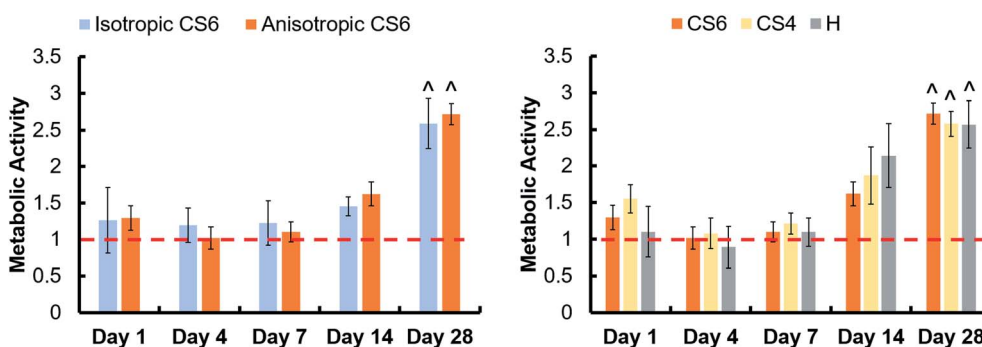 Isotropic CS6 Anisotropic CS6
Metabolic Activity
3.5
3
2.5
2
1.5
1
0.5
0
^ ^
Day 1 Day 4 Day 7 Day 14 Day 28
CS6 CS4 H
Metabolic Activity
3.5
3
2.5
2
1.5
1
0.5
0
^ ^ ^
Day 1 Day 4 Day 7 Day 14 Day 28